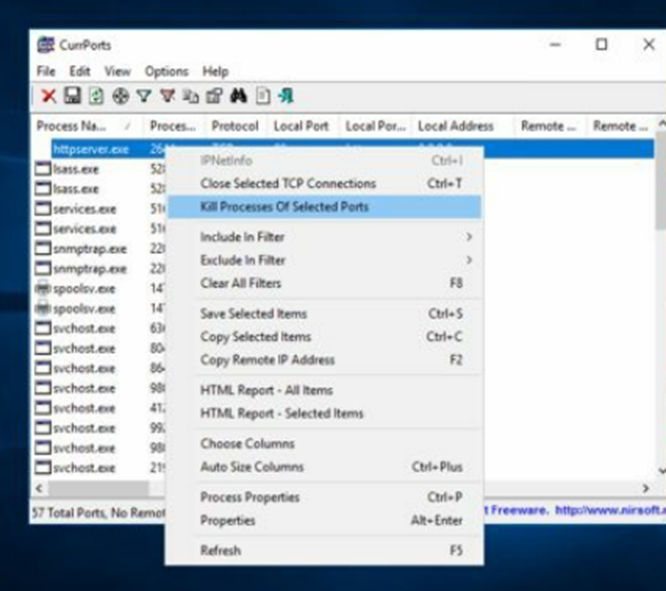 CurrPorts
File Edit View Options Help
Process Na... / Proces... Protocol Local Port Local Por... Local Address Remote ... Remote ...
httpserver.exe
lsass.exe 52
lsass.exe 52
services.exe 51
services.exe 51
snmptrap.exe 22
snmptrap.exe 22
spoolsv.exe 14
spoolsv.exe 14
svchost.exe 63
svchost.exe 80
svchost.exe 86
svchost.exe 98
svchost.exe 41
svchost.exe 99
svchost.exe 98
svchost.exe 21
IPNetInfo Ctrl+I
Close Selected TCP Connections Ctrl+T
Kill Processes Of Selected Ports
Include In Filter >
Exclude In Filter >
Clear All Filters F8
Save Selected Items Ctrl+S
Copy Selected Items Ctrl+C
Copy Remote IP Address F2
HTML Report - All Items
HTML Report - Selected Items
Choose Columns
Auto Size Columns Ctrl+Plus
Process Properties Ctrl+P
Properties Alt+Enter
Refresh F5
57 Total Ports, No Remot
t Freeware. http://www.nirsoft.